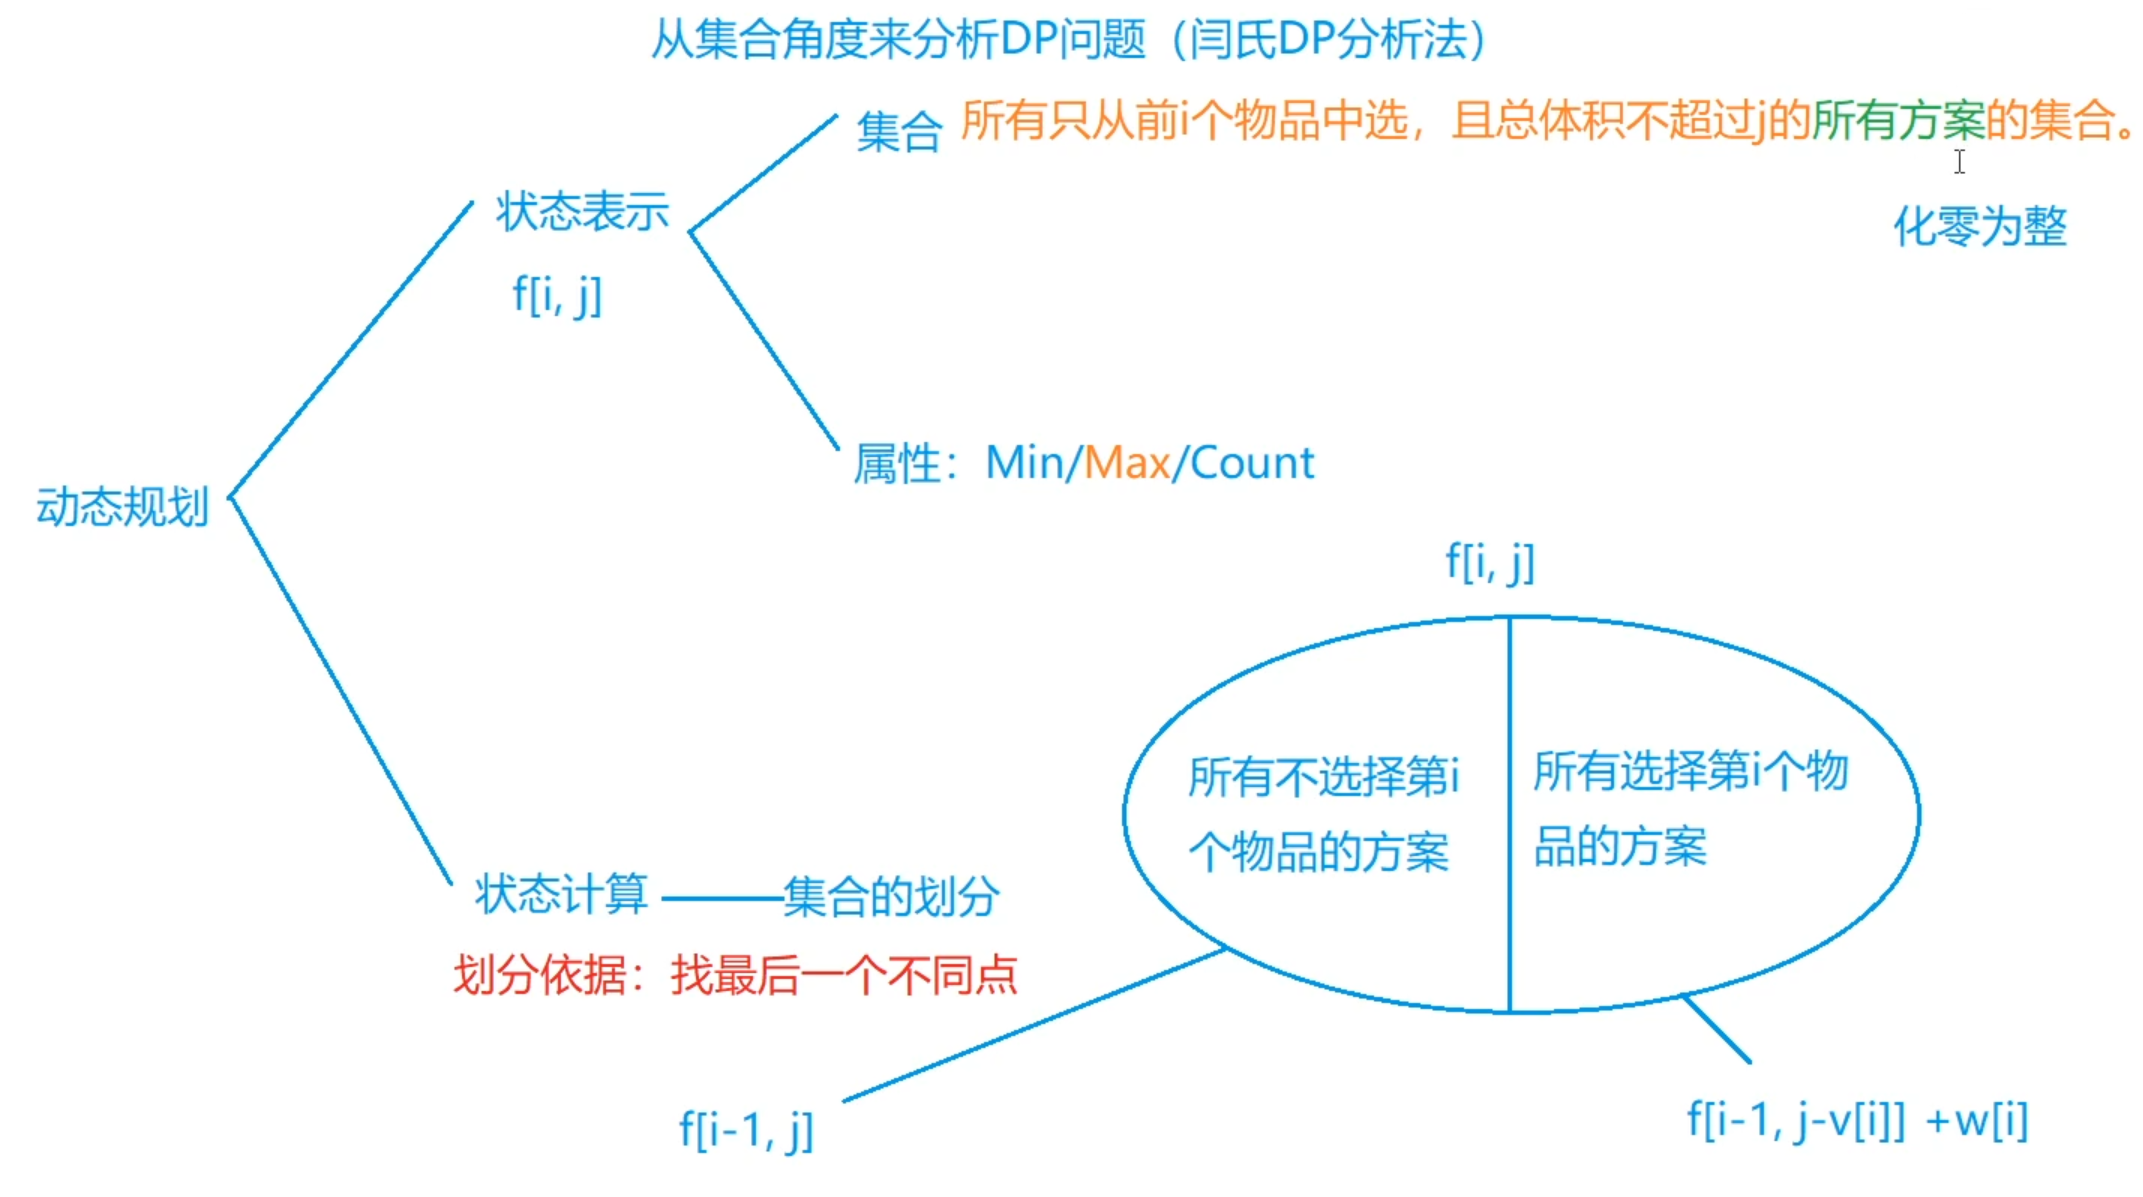 从集合角度来分析DP问题（闫氏DP分析法）
集合 所有只从前i个物品中选，且总体积不超过j的所有方案的集合。
化零为整
状态表示
f[i, j]
属性：Min/Max/Count
动态规划
f[i, j]
所有不选择第i
个物品的方案
所有选择第i个物
品的方案
状态计算
集合的划分
划分依据：找最后一个不同点
f[i-1, j]
f[i-1, j-v[i]] +w[i]